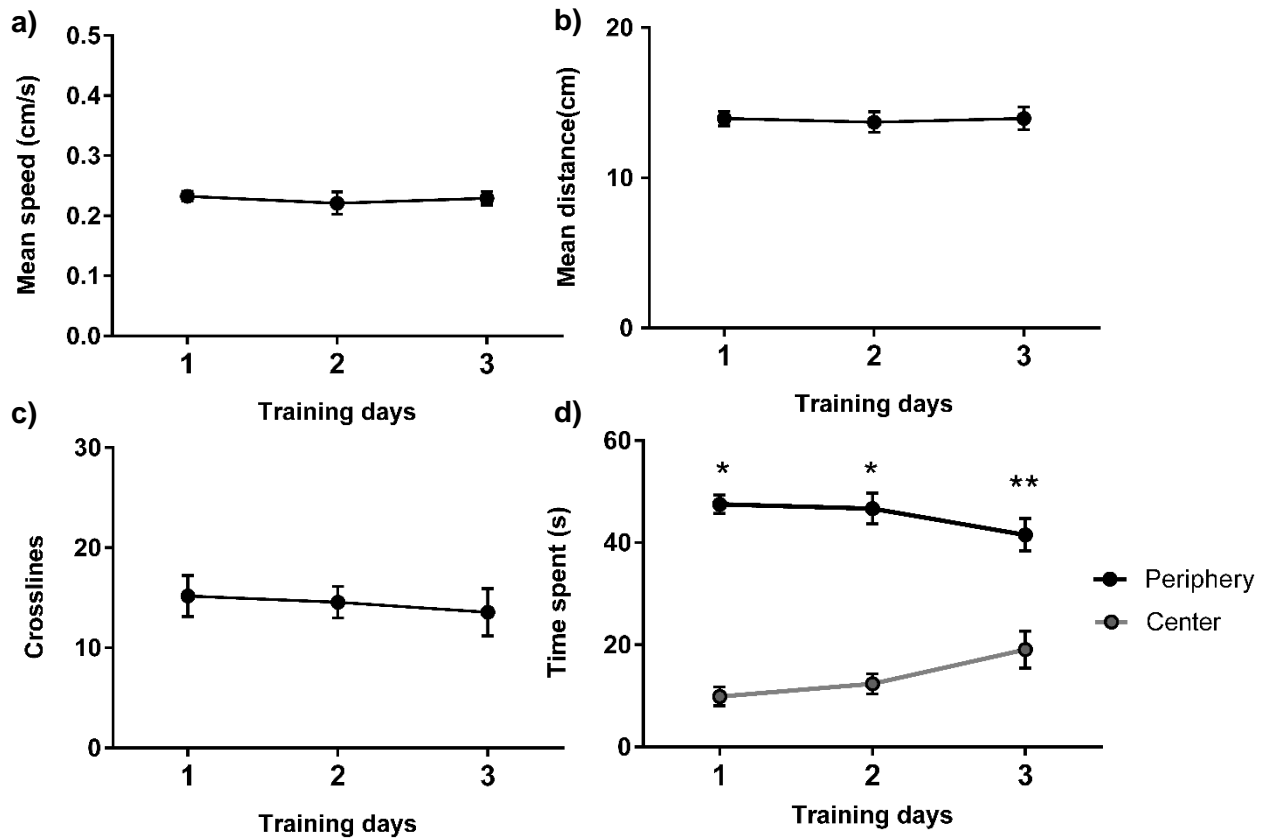 a)
Mean speed (cm/s)
0.5
0.4
0.3
0.2
0.1
0.0
1 2 3
Training days
b)
Mean distance(cm)
20
10
0
1 2 3
Training days
c)
Crosslines
30
20
10
0
1 2 3
Training days
d)
Time spent (s)
60
40
20
0
* * **
1 2 3
Training days
Periphery
Center